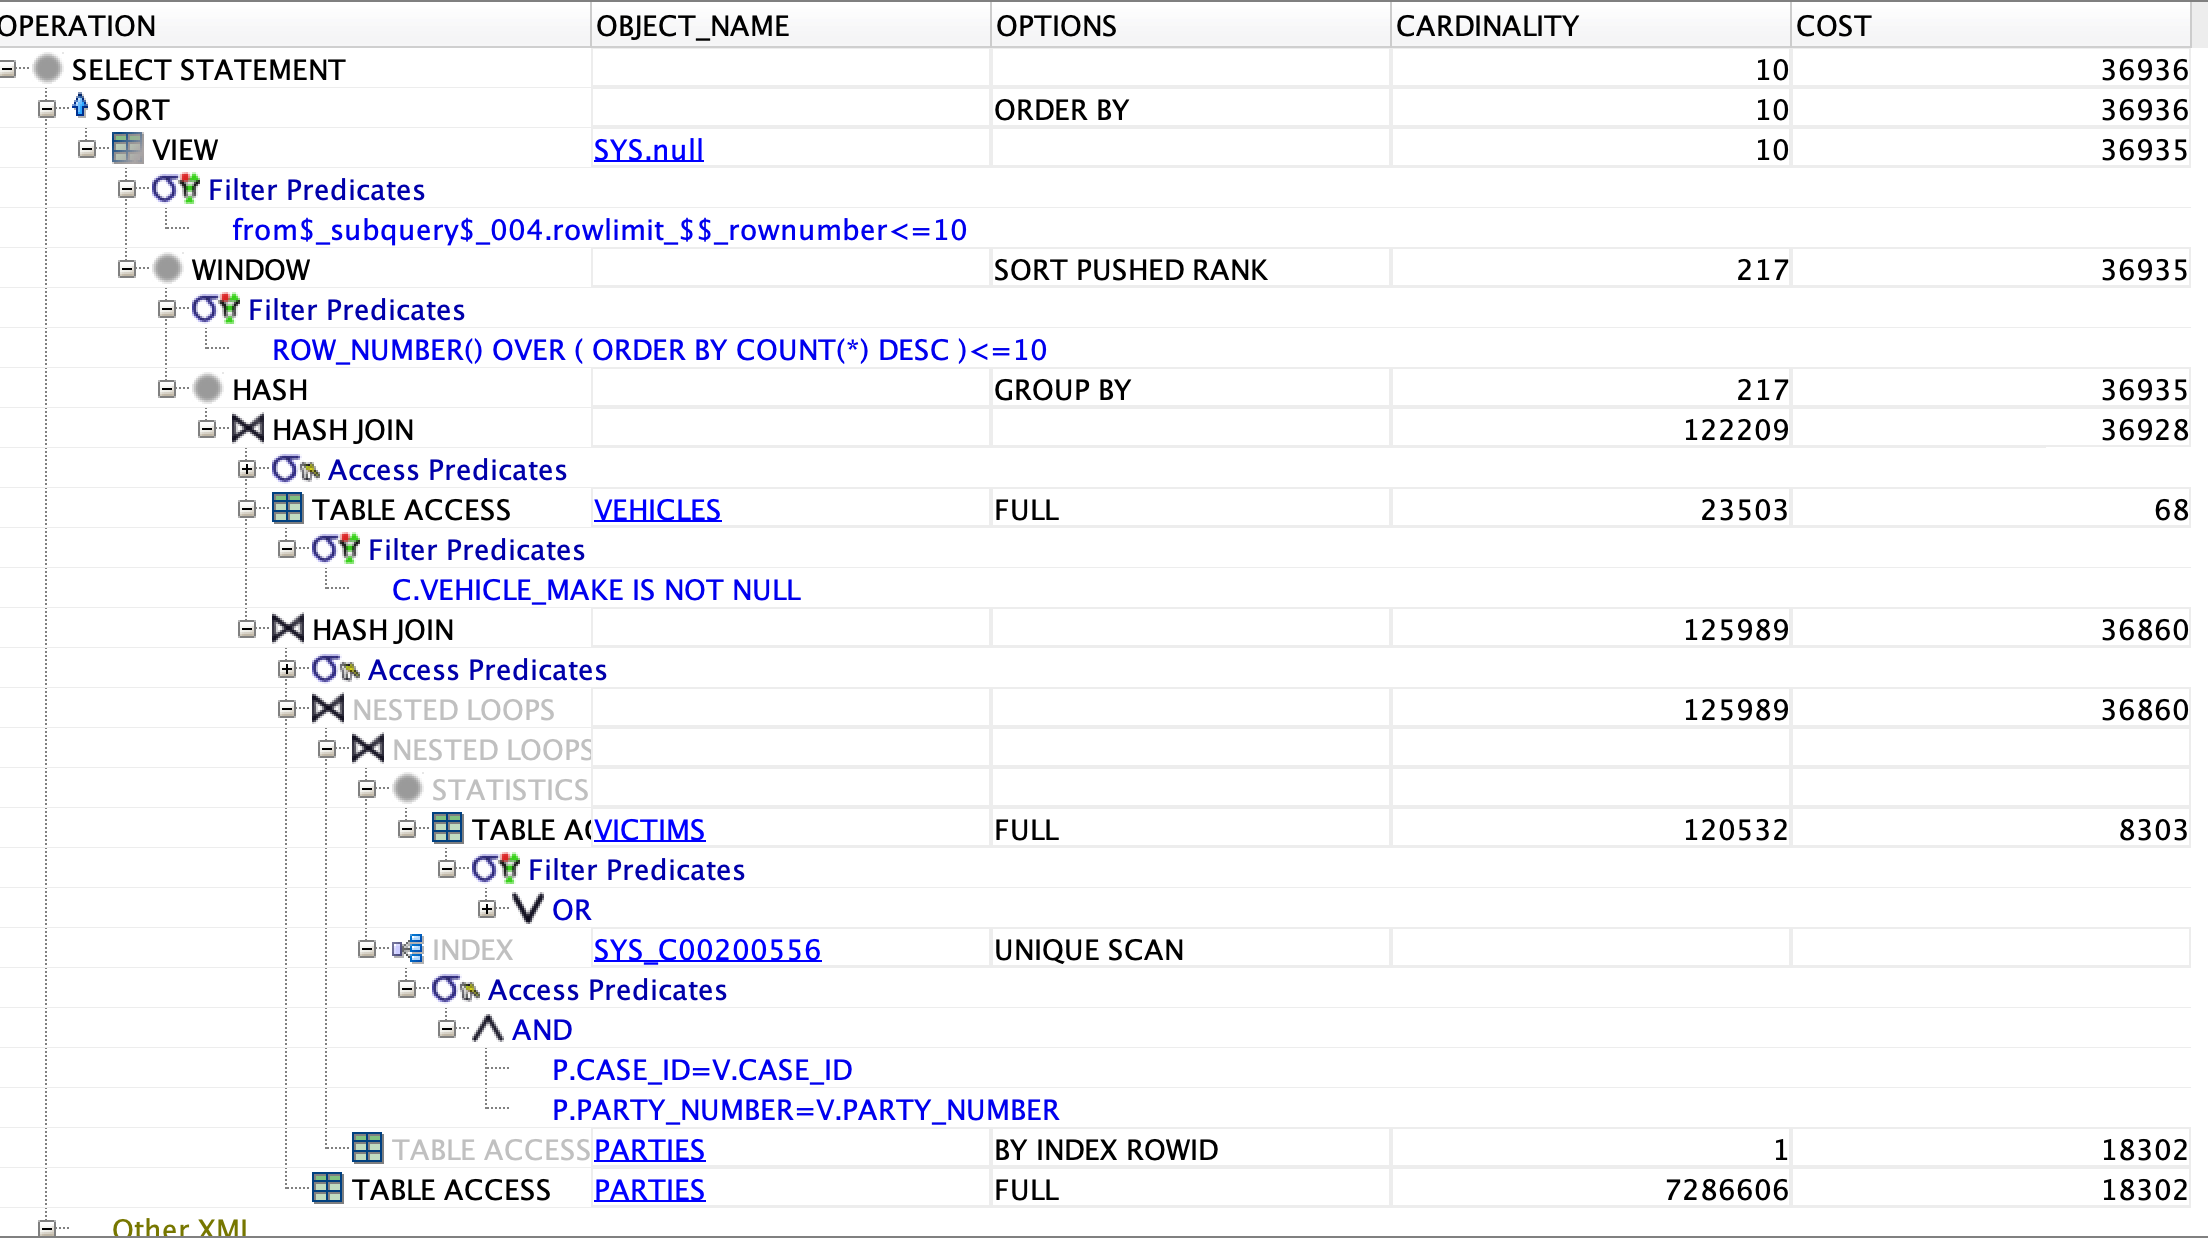 OPERATION OBJECT_NAME OPTIONS CARDINALITY COST
SELECT STATEMENT 10 36936
SORT ORDER BY 10 36936
VIEW SYS.null 10 36935
Filter Predicates
from$_subquery$_004.rowlimit_$$_rownumber<=10
WINDOW SORT PUSHED RANK 217 36935
Filter Predicates
ROW_NUMBER() OVER ( ORDER BY COUNT(*) DESC )<=10
HASH GROUP BY 217 36935
HASH JOIN 122209 36928
Access Predicates
TABLE ACCESS VEHICLES FULL 23503 68
Filter Predicates
C.VEHICLE_MAKE IS NOT NULL
HASH JOIN 125989 36860
Access Predicates
NESTED LOOPS 125989 36860
NESTED LOOPS
STATISTICS
TABLE AC VICTIMS FULL 120532 8303
Filter Predicates
OR
INDEX SYS_C00200556 UNIQUE SCAN
Access Predicates
AND
P.CASE_ID=V.CASE_ID
P.PARTY_NUMBER=V.PARTY_NUMBER
TABLE ACCESS PARTIES BY INDEX ROWID 1 18302
TABLE ACCESS PARTIES FULL 7286606 18302
Other XML